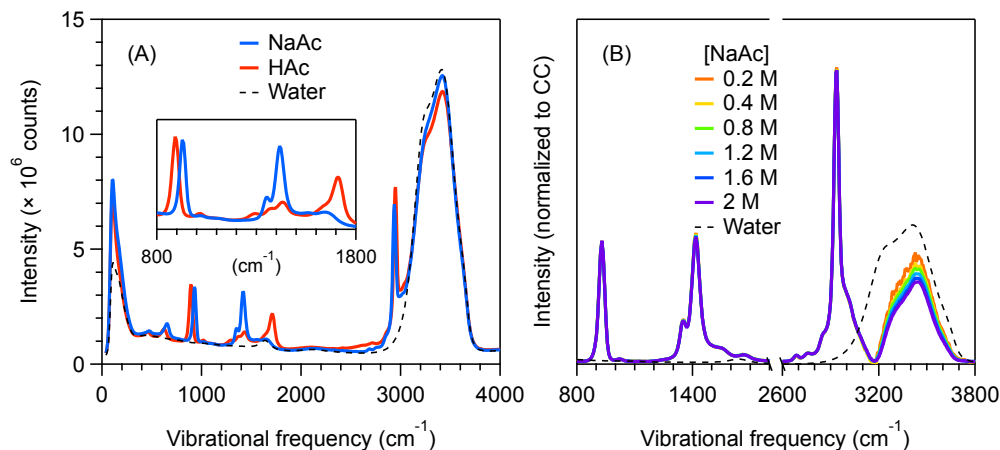 (A)
NaAc
HAc
Water
Intensity (× 10⁶ counts)
15
10
5
0
0
1000
2000
3000
4000
Vibrational frequency (cm⁻¹)
800
(cm⁻¹)
1800
(B)
[NaAc]
0.2 M
0.4 M
0.8 M
1.2 M
1.6 M
2 M
Water
Intensity (normalized to CC)
800
1400
2600
3200
3800
Vibrational frequency (cm⁻¹)